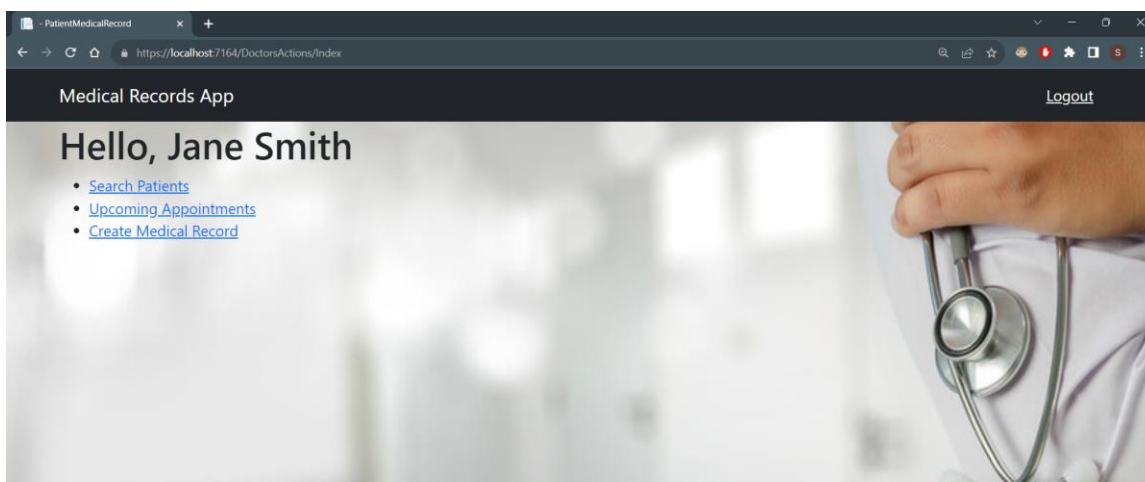 - PatientMedicalRecord
https://localhost:7164/DoctorsActions/Index
S
Medical Records App
Logout
Hello, Jane Smith
Search Patients
Upcoming Appointments
Create Medical Record